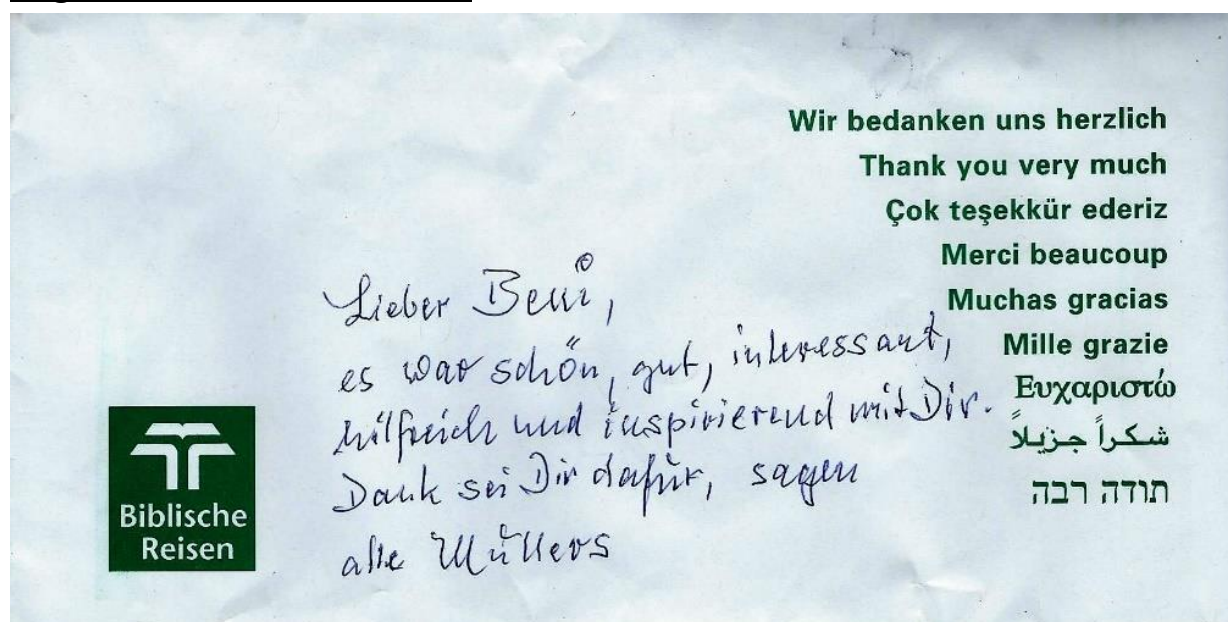 Wir bedanken uns herzlich
Thank you very much
Çok teşekkür ederiz
Merci beaucoup
Muchas gracias
Mille grazie
Ευχαριστώ
شكراً جزيلاً
תודה רבה
Lieber Beni,
es war schön, gut, interessant,
hilfreich und inspirierend mit Dir.
Dank sei Dir dafür, sagen
alle Müllers
Biblische
Reisen